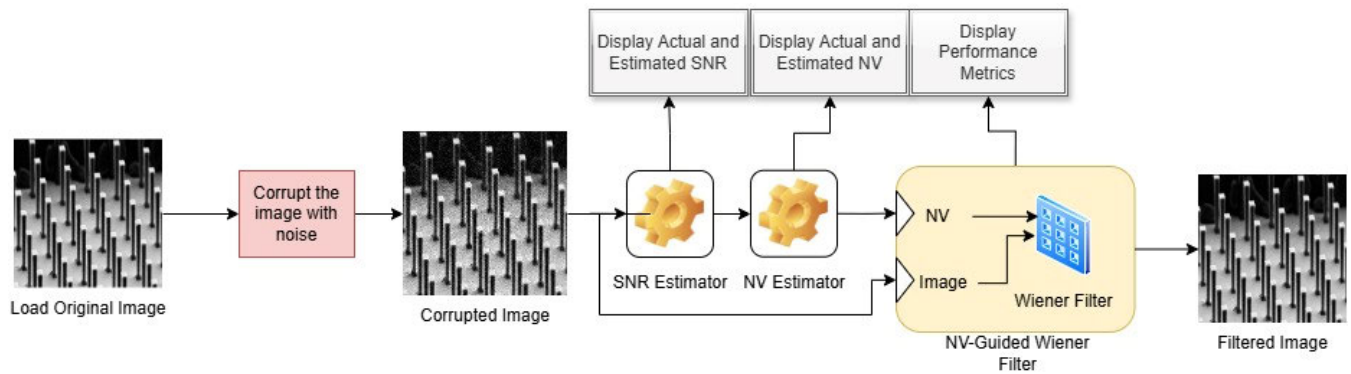 Display Actual and
Estimated SNR
Display Actual and
Estimated NV
Display
Performance
Metrics
Load Original Image
Corrupt the
image with
noise
Corrupted Image
SNR Estimator
NV Estimator
NV
Image
Wiener Filter
NV-Guided Wiener
Filter
Filtered Image